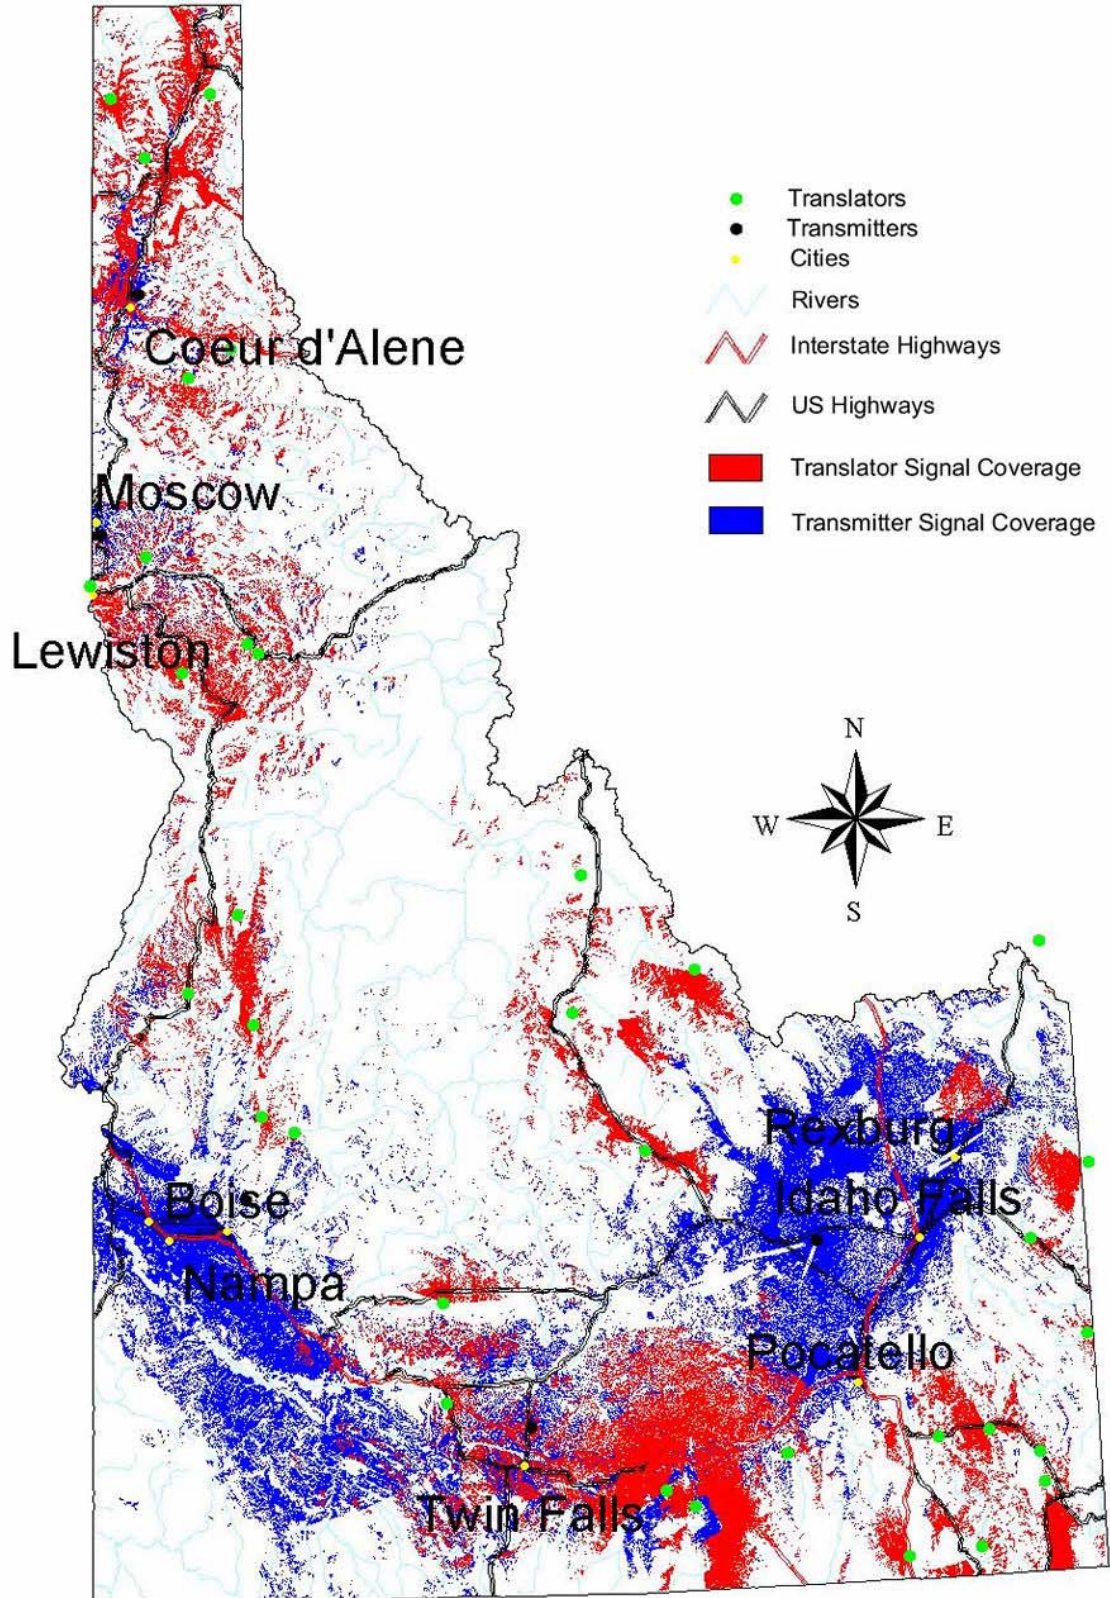 Translators
Transmitters
Cities
Rivers
Interstate Highways
US Highways
Translator Signal Coverage
Transmitter Signal Coverage
Coeur d'Alene
Moscow
Lewiston
N
W
E
S
Rexburg
Idaho Falls
Boise
Nampa
Pocatello
Twin Falls